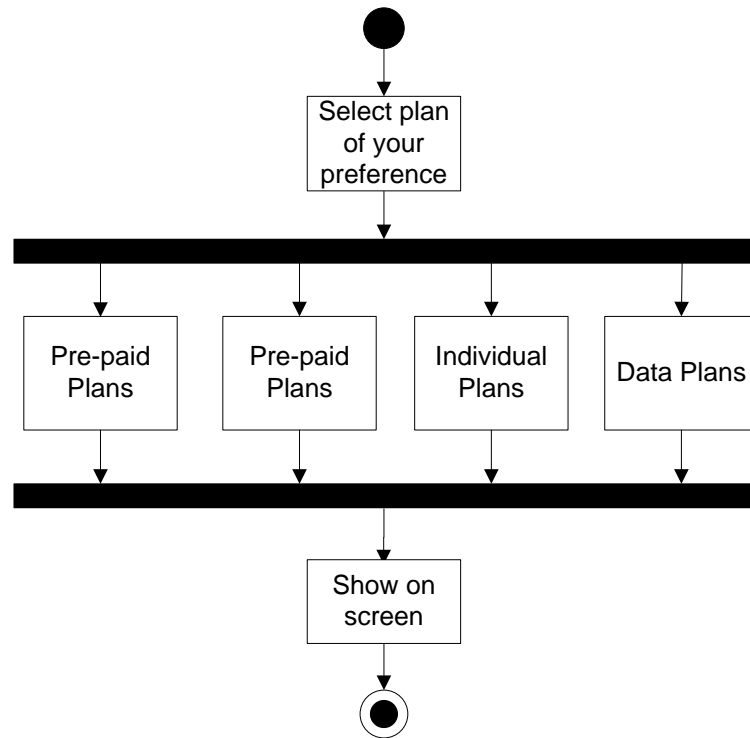 Select plan
of your
preference
Pre-paid
Plans
Pre-paid
Plans
Individual
Plans
Data Plans
Show on
screen